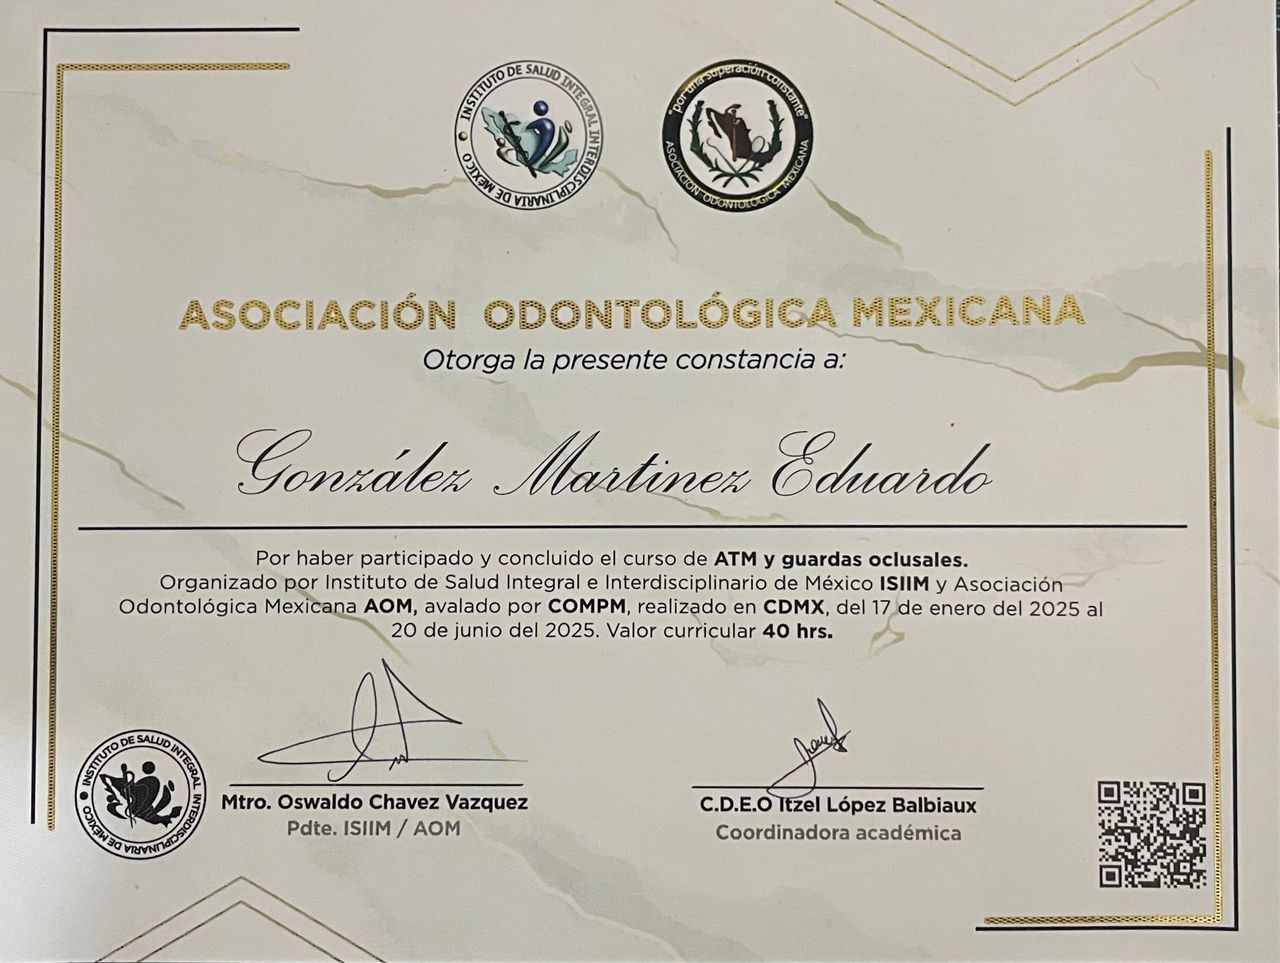 INSTITUTO DE SALUD INTEGRAL INTERDISCIPLINARIA DE MÉXICO
"por una superación constante"
ASOCIACIÓN ODONTOLÓGICA MEXICANA
ASOCIACIÓN ODONTOLÓGICA MEXICANA
Otorga la presente constancia a:
González Martinez Eduardo
Por haber participado y concluido el curso de ATM y guardas oclusales.
Organizado por Instituto de Salud Integral e Interdisciplinario de México ISIIM y Asociación
Odontológica Mexicana AOM, avalado por COMPM, realizado en CDMX, del 17 de enero del 2025 al
20 de junio del 2025. Valor curricular 40 hrs.
INSTITUTO DE SALUD INTEGRAL INTERDISCIPLINARIA DE MÉXICO
Mtro. Oswaldo Chavez Vazquez
Pdte. ISIIM / AOM
C.D.E.O Itzel López Balbiaux
Coordinadora académica